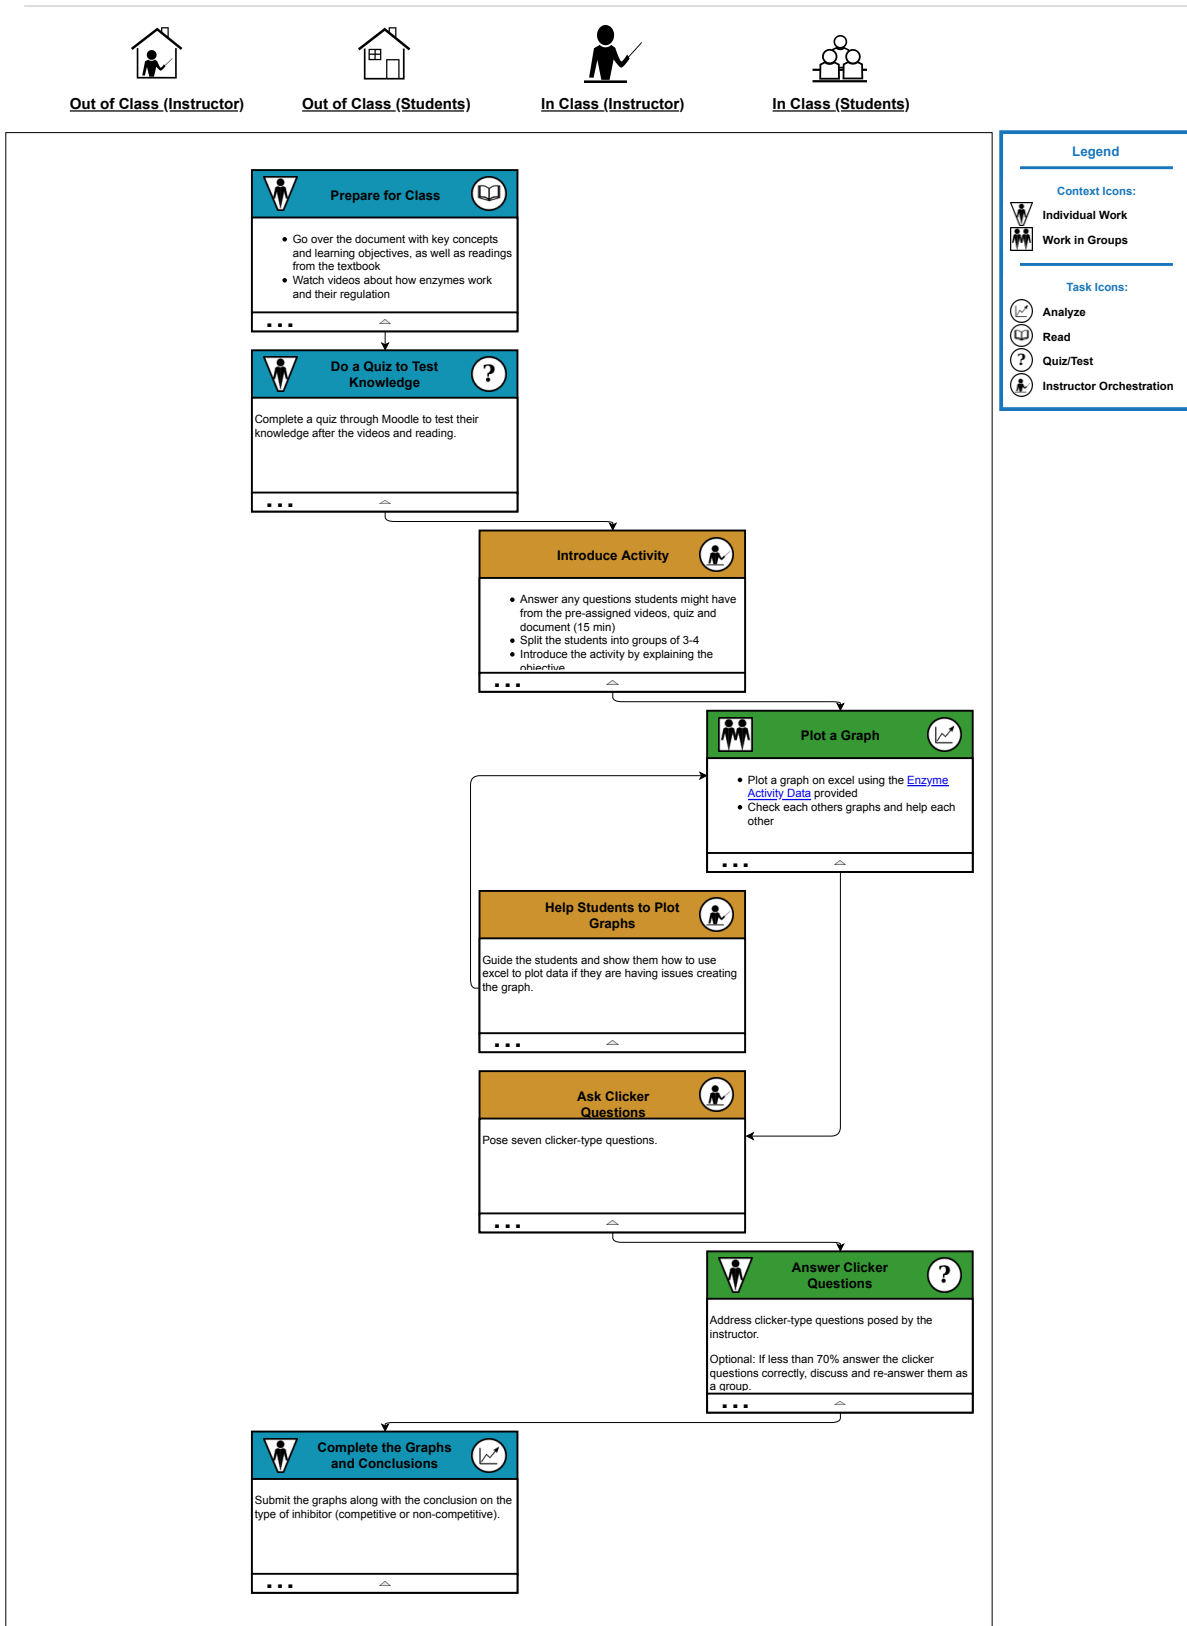 Out of Class (Instructor)
Out of Class (Students)
In Class (Instructor)
In Class (Students)
Legend
Context Icons:
Individual Work
Work in Groups
Task Icons:
Analyze
Read
? Quiz/Test
Instructor Orchestration
Prepare for Class
• Go over the document with key concepts
and learning objectives, as well as readings
from the textbook
• Watch videos about how enzymes work
and their regulation
Do a Quiz to Test
Knowledge
?
Complete a quiz through Moodle to test their
knowledge after the videos and reading.
Introduce Activity
• Answer any questions students might have
from the pre-assigned videos, quiz and
document (15 min)
• Split the students into groups of 3-4
• Introduce the activity by explaining the
objective
Plot a Graph
• Plot a graph on excel using the Enzyme
Activity Data provided
• Check each others graphs and help each
other
Help Students to Plot
Graphs
Guide the students and show them how to use
excel to plot data if they are having issues creating
the graph.
Ask Clicker
Questions
Pose seven clicker-type questions.
Answer Clicker
Questions
?
Address clicker-type questions posed by the
instructor.
Optional: If less than 70% answer the clicker
questions correctly, discuss and re-answer them as
a group.
Complete the Graphs
and Conclusions
Submit the graphs along with the conclusion on the
type of inhibitor (competitive or non-competitive).